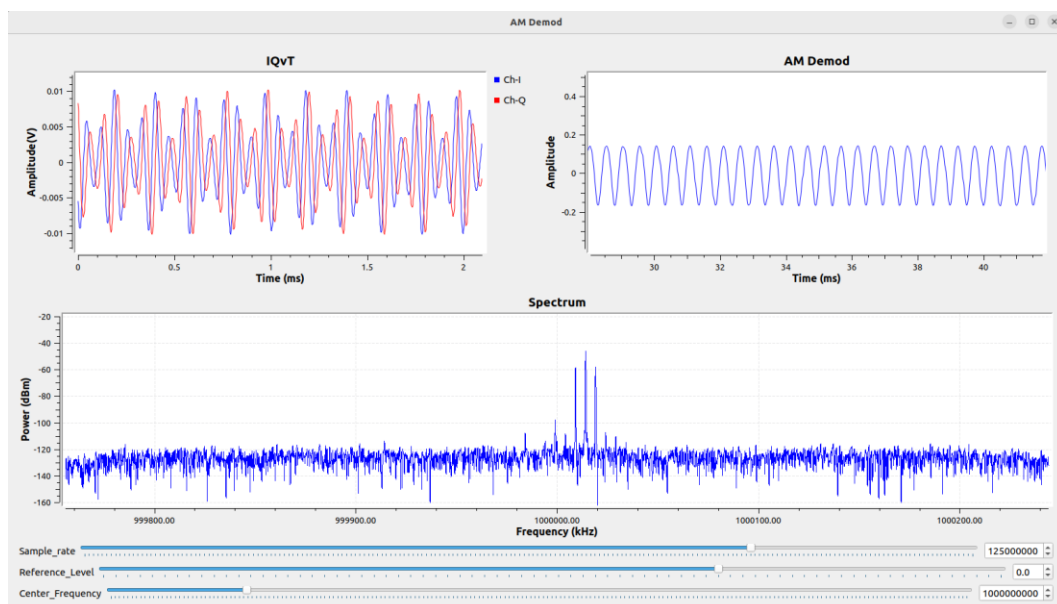 AM Demod
IQvT
Ch-I
Ch-Q
Amplitude(V)
0.01
0.005
0
-0.005
-0.01
0 0.5 1 1.5 2
Time (ms)
AM Demod
Amplitude
0.4
0.2
0
-0.2
30 32 34 36 38 40
Time (ms)
Spectrum
Power (dBm)
-20
-40
-60
-80
-100
-120
-140
-160
999800.00 999900.00 1000000.00 1000100.00 1000200.00
Frequency (kHz)
Sample_rate 125000000
Reference_Level 0.0
Center_Frequency 1000000000